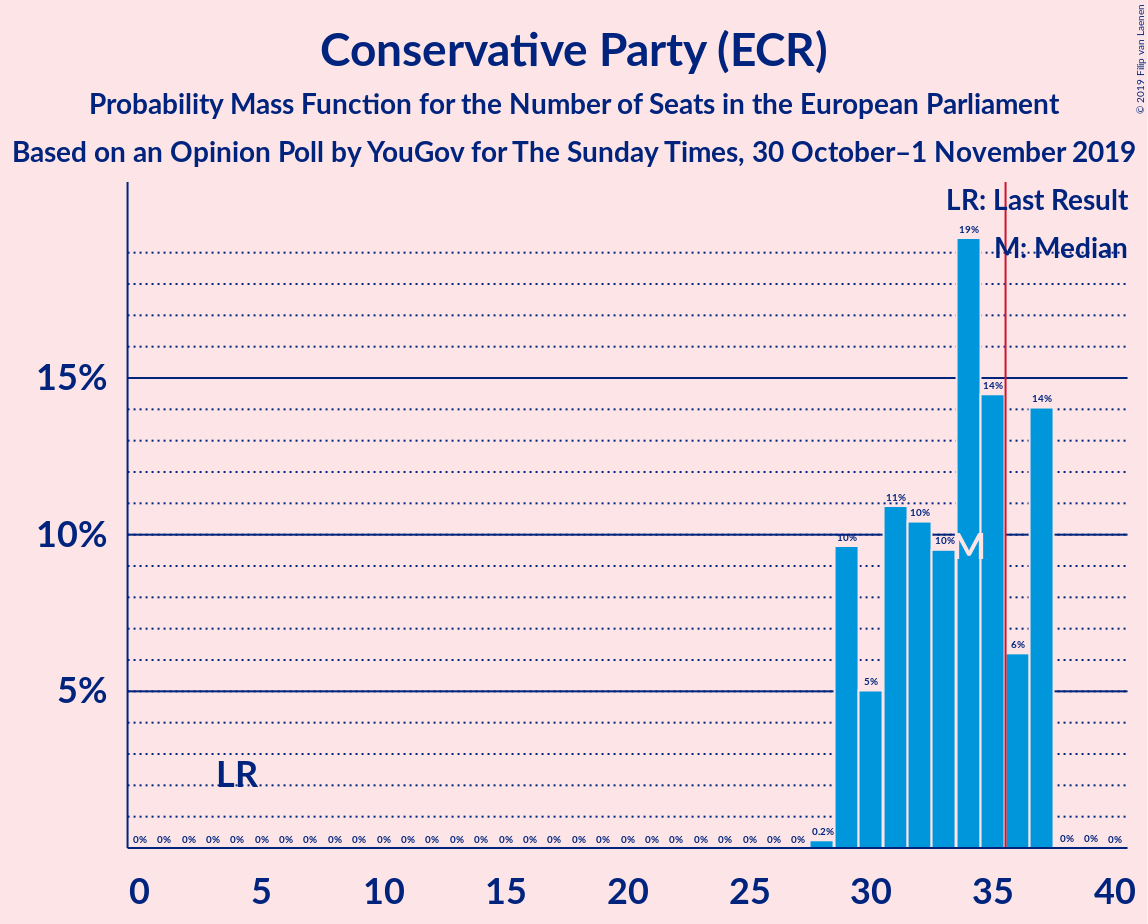 Conservative Party (ECR)
Probability Mass Function for the Number of Seats in the European Parliament
Based on an Opinion Poll by YouGov for The Sunday Times, 30 October–1 November 2019
© 2019 Filip van Laenen
LR: Last Result
M: Median
15%
10%
5%
LR
M
0% 0% 0% 0% 0% 0% 0% 0% 0% 0% 0% 0% 0% 0% 0% 0% 0% 0% 0% 0% 0% 0% 0% 0% 0% 0% 0% 0% 0.2% 10% 5% 11% 10% 10% 19% 14% 6% 14% 0% 0% 0%
0 5 10 15 20 25 30 35 40